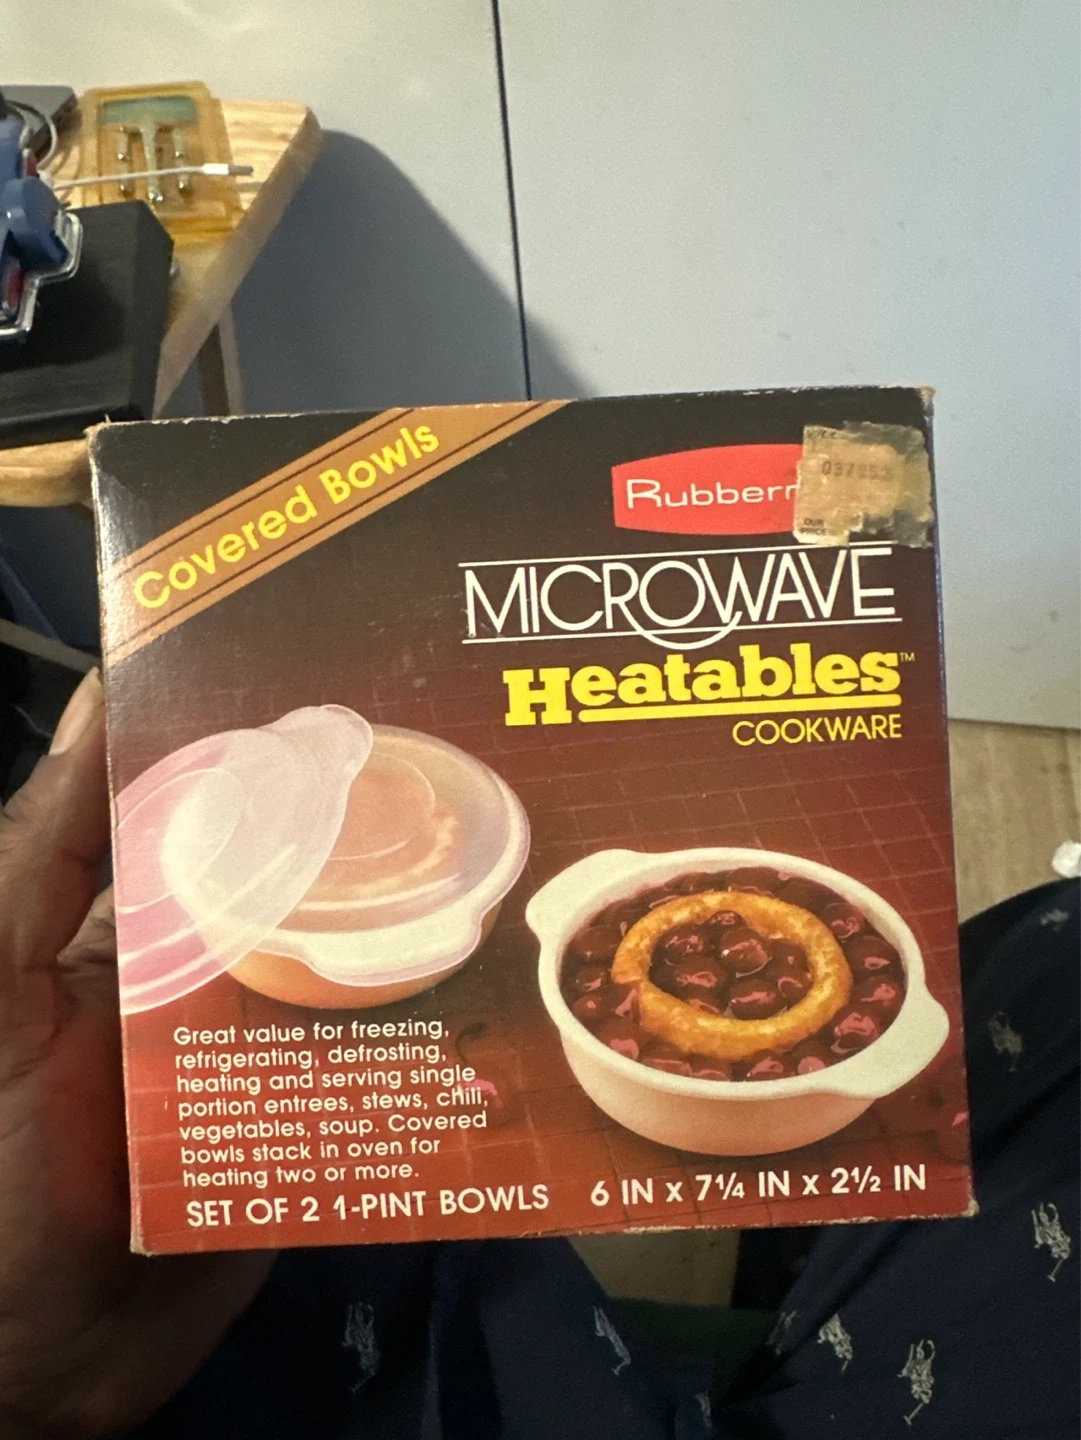 Covered Bowls
Rubberm
OUR
PRICE
MICROWAVE
Heatables™
COOKWARE
Great value for freezing,
refrigerating, defrosting,
heating and serving single
portion entrees, stews, chili,
vegetables, soup. Covered
bowls stack in oven for
heating two or more.
SET OF 2 1-PINT BOWLS 6 IN x 7¼ IN x 2½ IN